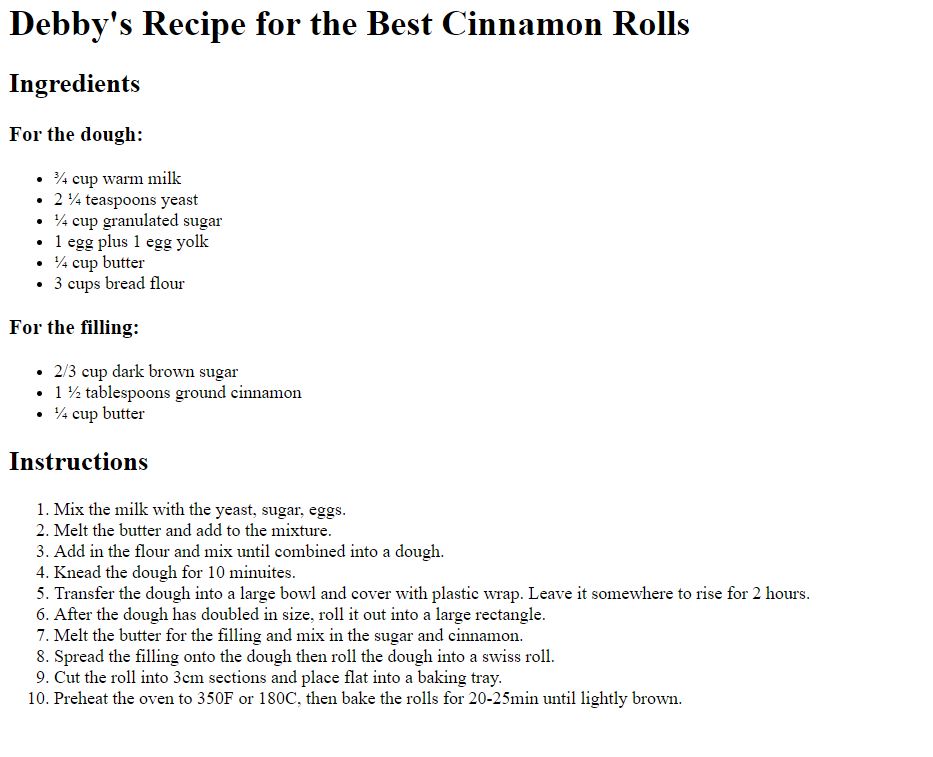 Debby's Recipe for the Best Cinnamon Rolls
Ingredients
For the dough:
• ¾ cup warm milk
• 2 ¼ teaspoons yeast
• ¼ cup granulated sugar
• 1 egg plus 1 egg yolk
• ¼ cup butter
• 3 cups bread flour
For the filling:
• 2/3 cup dark brown sugar
• 1 ½ tablespoons ground cinnamon
• ¼ cup butter
Instructions
1. Mix the milk with the yeast, sugar, eggs.
2. Melt the butter and add to the mixture.
3. Add in the flour and mix until combined into a dough.
4. Knead the dough for 10 minuites.
5. Transfer the dough into a large bowl and cover with plastic wrap. Leave it somewhere to rise for 2 hours.
6. After the dough has doubled in size, roll it out into a large rectangle.
7. Melt the butter for the filling and mix in the sugar and cinnamon.
8. Spread the filling onto the dough then roll the dough into a swiss roll.
9. Cut the roll into 3cm sections and place flat into a baking tray.
10. Preheat the oven to 350F or 180C, then bake the rolls for 20-25min until lightly brown.